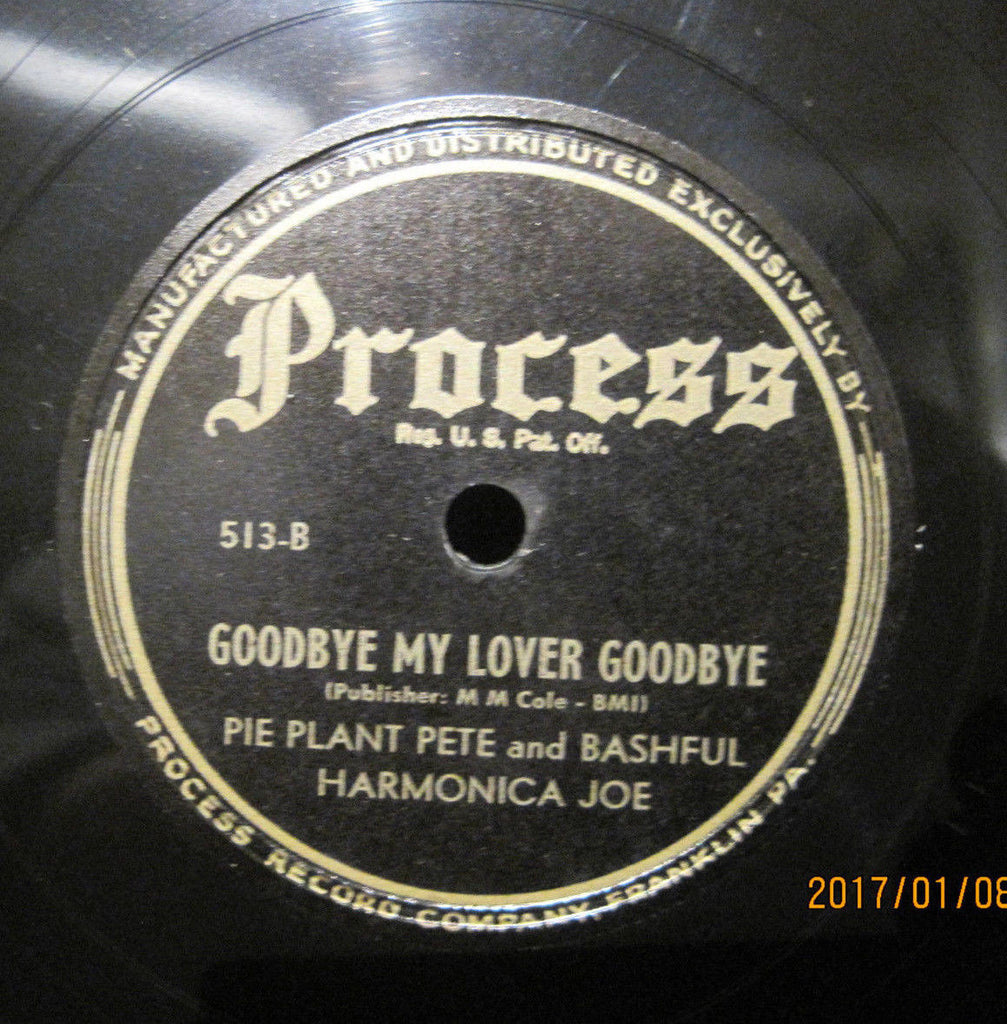 MANUFACTURED AND DISTRIBUTED EXCLUSIVELY BY
Process
Reg. U. S. Pat. Off.
513-B
GOODBYE MY LOVER GOODBYE
(Publisher: M M Cole - BMI)
PIE PLANT PETE and BASHFUL
HARMONICA JOE
PROCESS RECORD COMPANY, FRANKLIN, PA.
2017/01/08